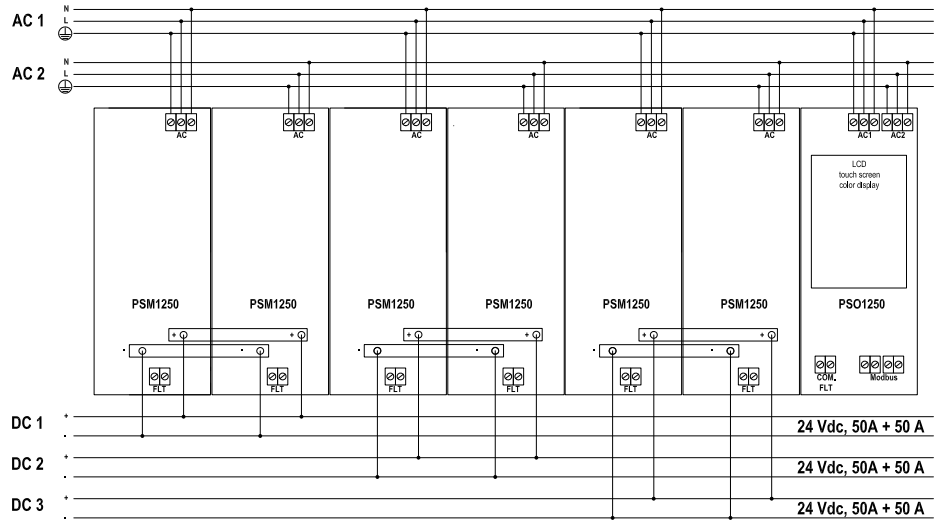 N
AC 1 L
N
AC 2 L
AC AC AC AC AC AC AC1 AC2
LCD
touch screen
color display
PSM1250 PSM1250 PSM1250 PSM1250 PSM1250 PSM1250 PSO1250
+ + + + + +
- - - - - -
FLT FLT FLT FLT FLT FLT COM. Modbus
FLT
DC 1 +
- 24 Vdc, 50A + 50 A
DC 2 +
- 24 Vdc, 50A + 50 A
DC 3 +
- 24 Vdc, 50A + 50 A